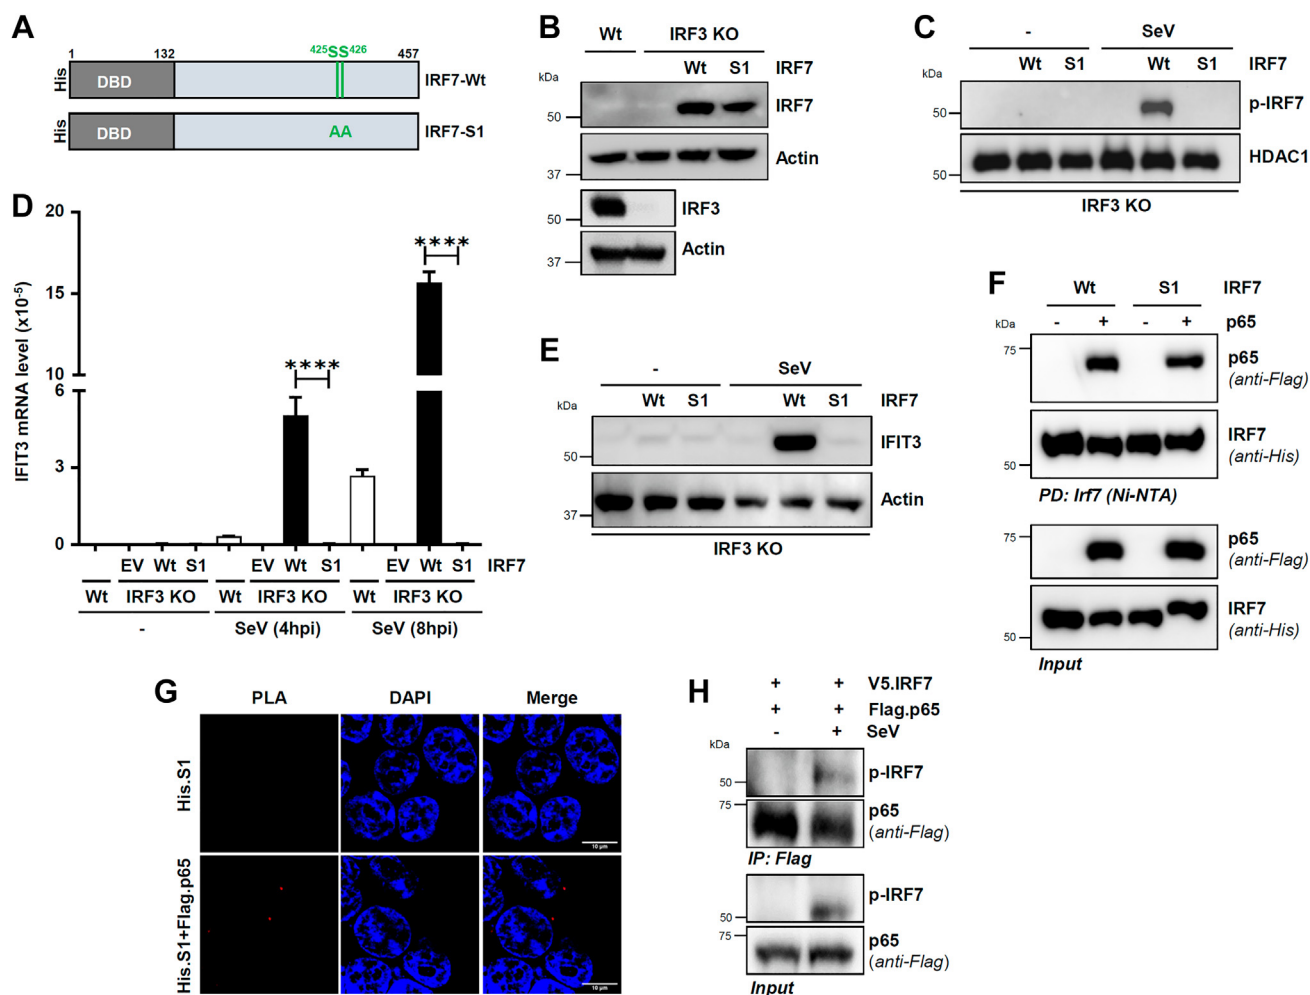 A
1 132 ⁴²⁵SS⁴²⁶ 457
His DBD IRF7-Wt
His DBD AA IRF7-S1
B
Wt IRF3 KO
kDa Wt S1 IRF7
50 IRF7
37 Actin
50 IRF3
37 Actin
C
- SeV
kDa Wt S1 Wt S1 IRF7
50 p-IRF7
50 HDAC1
IRF3 KO
D
IFIT3 mRNA level (x10⁻⁵)
20
15
10
6
3
0
**** ****
EV Wt S1 EV Wt S1 EV Wt S1 IRF7
Wt IRF3 KO Wt IRF3 KO Wt IRF3 KO
- SeV (4hpi) SeV (8hpi)
E
- SeV
kDa Wt S1 Wt S1 IRF7
50 IFIT3
37 Actin
IRF3 KO
F
Wt S1 IRF7
kDa - + - + p65
75 p65
(anti-Flag)
IRF7
50 (anti-His)
PD: Irf7 (Ni-NTA)
75 p65
(anti-Flag)
IRF7
50 (anti-His)
Input
G
PLA DAPI Merge
His.S1
10 µm
His.S1+Flag.p65
10 µm
H
+ + V5.IRF7
+ + Flag.p65
- + SeV
kDa
50 p-IRF7
75 p65
(anti-Flag)
IP: Flag
p-IRF7
50
75 p65
(anti-Flag)
Input